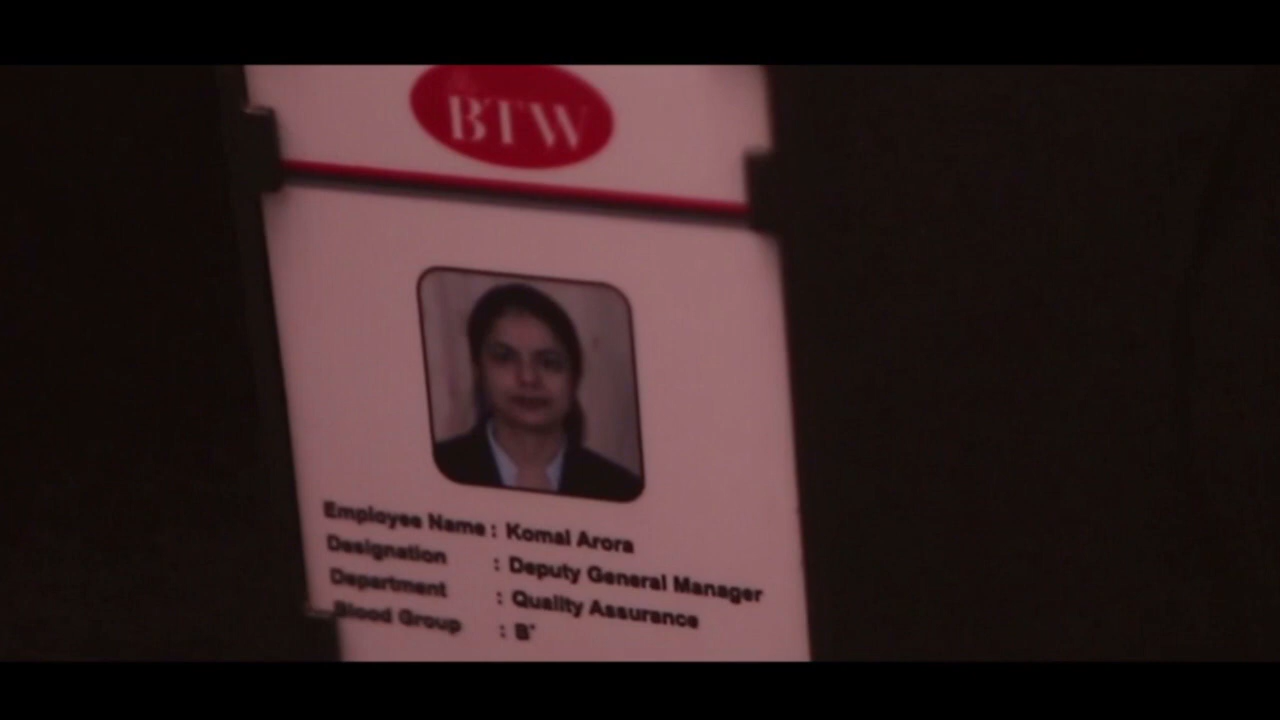 BTW
Employee Name : Komal Arora
Designation : Deputy General Manager
Department : Quality Assurance
Blood Group : B+